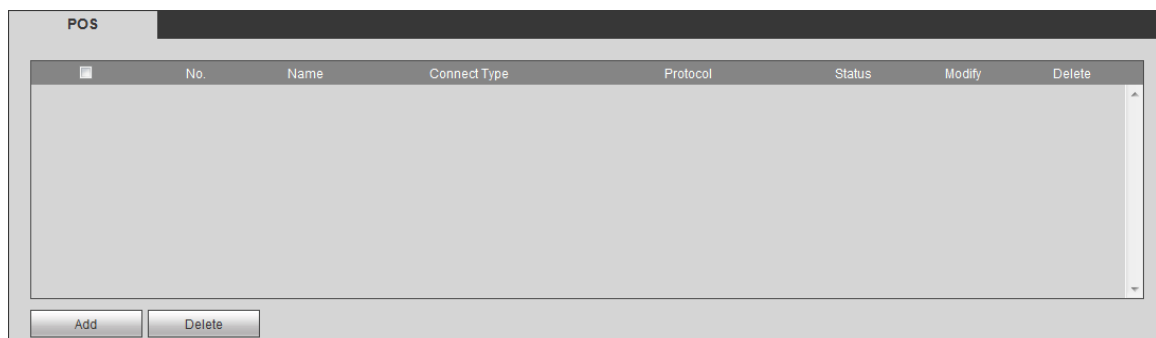 POS
No. Name Connect Type Protocol Status Modify Delete
Add Delete